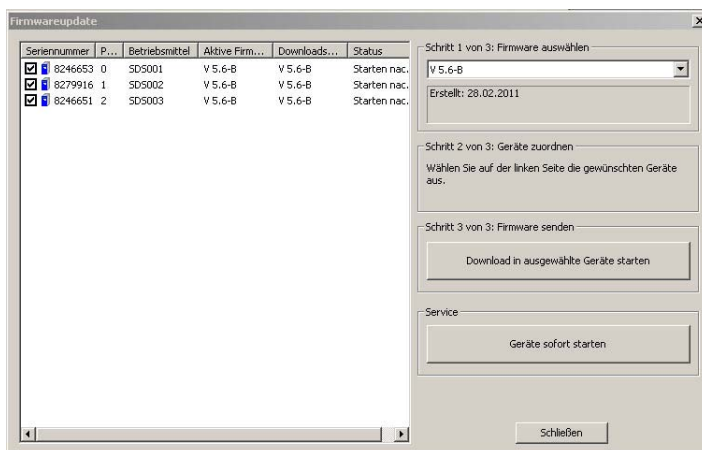 Firmwareupdate
Seriennummer P... Betriebsmittel Aktive Firm... Downloads... Status
8246653 0 SDS001 V 5.6-B V 5.6-B Starten nac.
8279916 1 SDS002 V 5.6-B V 5.6-B Starten nac.
8246651 2 SDS003 V 5.6-B V 5.6-B Starten nac.
Schritt 1 von 3: Firmware auswählen
V 5.6-B
Erstellt: 28.02.2011
Schritt 2 von 3: Geräte zuordnen
Wählen Sie auf der linken Seite die gewünschten Geräte
aus.
Schritt 3 von 3: Firmware senden
Download in ausgewählte Geräte starten
Service
Geräte sofort starten
Schließen